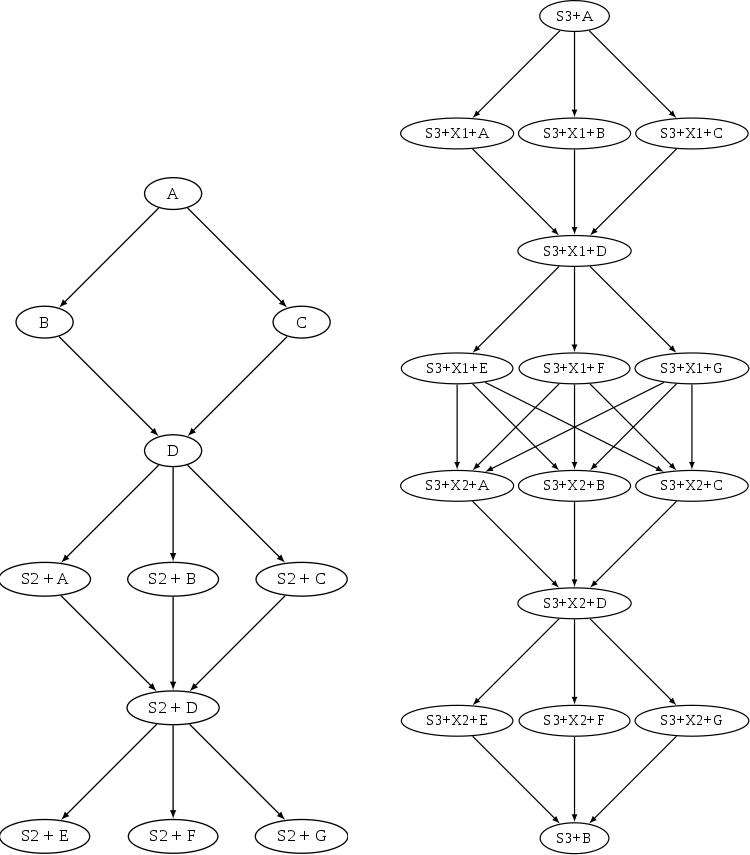 A
B C
D
S2 + A S2 + B S2 + C
S2 + D
S2 + E S2 + F S2 + G
S3+A
S3+X1+A S3+X1+B S3+X1+C
S3+X1+D
S3+X1+E S3+X1+F S3+X1+G
S3+X2+A S3+X2+B S3+X2+C
S3+X2+D
S3+X2+E S3+X2+F S3+X2+G
S3+B